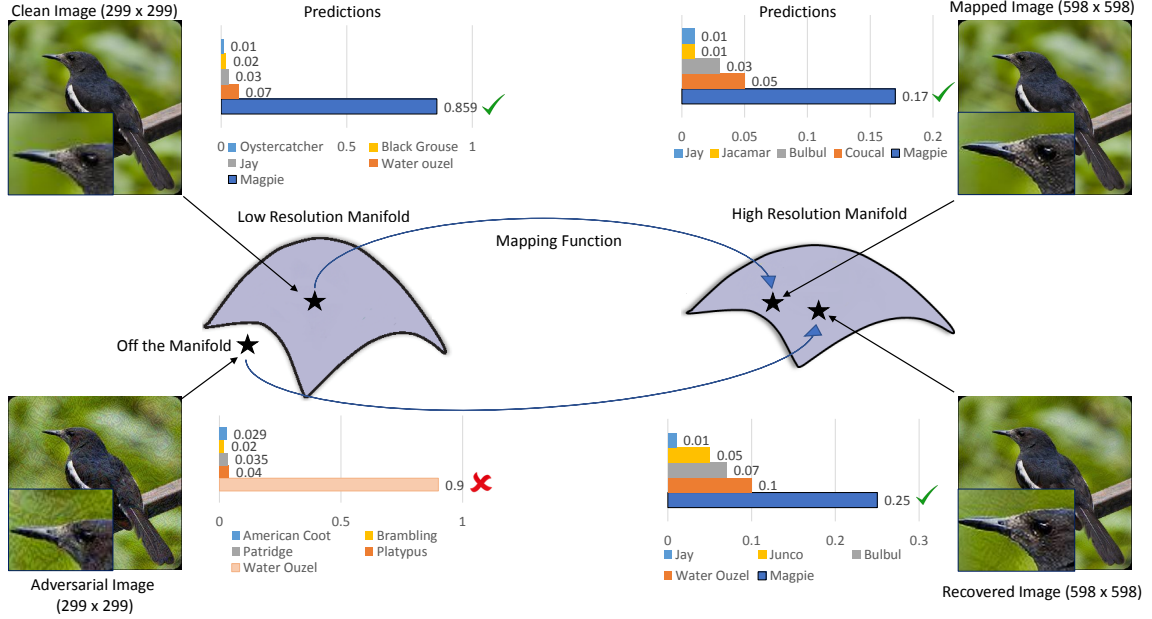 Clean Image (299 x 299)
Predictions
0.01
0.02
0.03
0.07
0.859
0 0.5 1
Oystercatcher Black Grouse
Jay Water ouzel
Magpie
Predictions
Mapped Image (598 x 598)
0.01
0.01
0.03
0.05
0.17
0 0.05 0.1 0.15 0.2
Jay Jacamar Bulbul Coucal Magpie
Low Resolution Manifold
High Resolution Manifold
Mapping Function
Off the Manifold
0.029
0.02
0.035
0.04
0.9
0 0.5 1
American Coot Brambling
Patridge Platypus
Water Ouzel
Adversarial Image
(299 x 299)
0.01
0.05
0.07
0.1
0.25
0 0.1 0.2 0.3
Jay Junco Bulbul
Water Ouzel Magpie
Recovered Image (598 x 598)